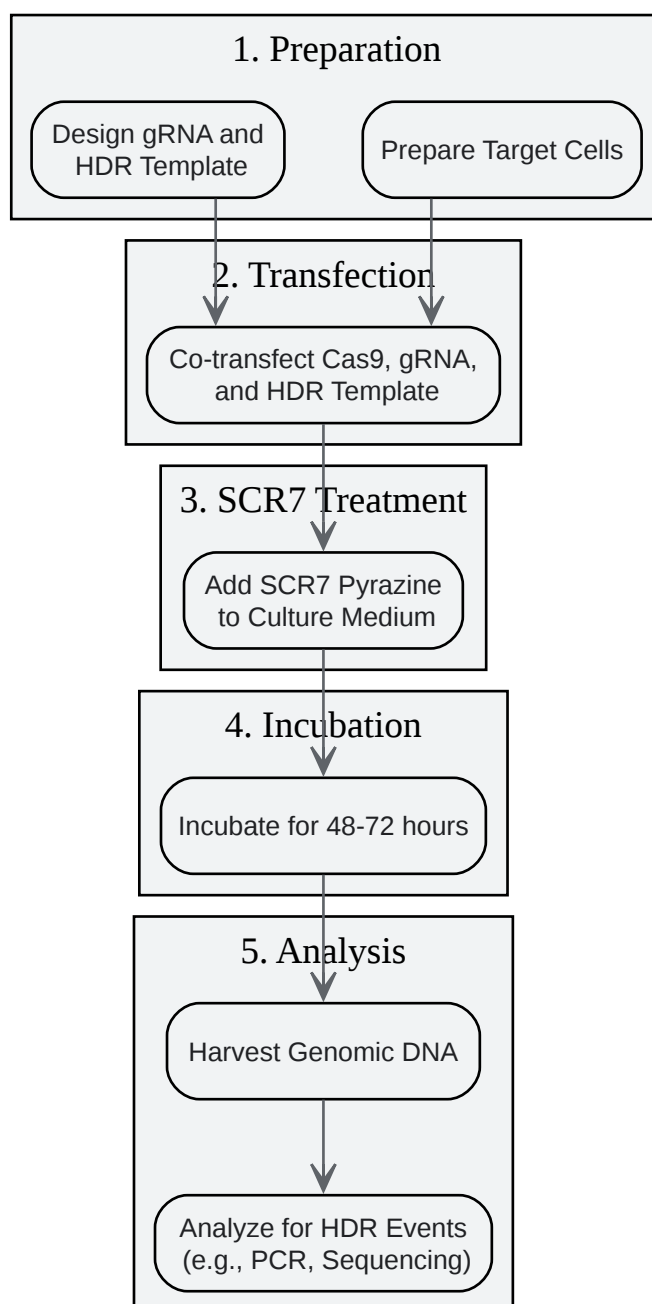 1. Preparation
Design gRNA and
HDR Template
Prepare Target Cells
2. Transfection
Co-transfect Cas9, gRNA,
and HDR Template
3. SCR7 Treatment
Add SCR7 Pyrazine
to Culture Medium
4. Incubation
Incubate for 48-72 hours
5. Analysis
Harvest Genomic DNA
Analyze for HDR Events
(e.g., PCR, Sequencing)